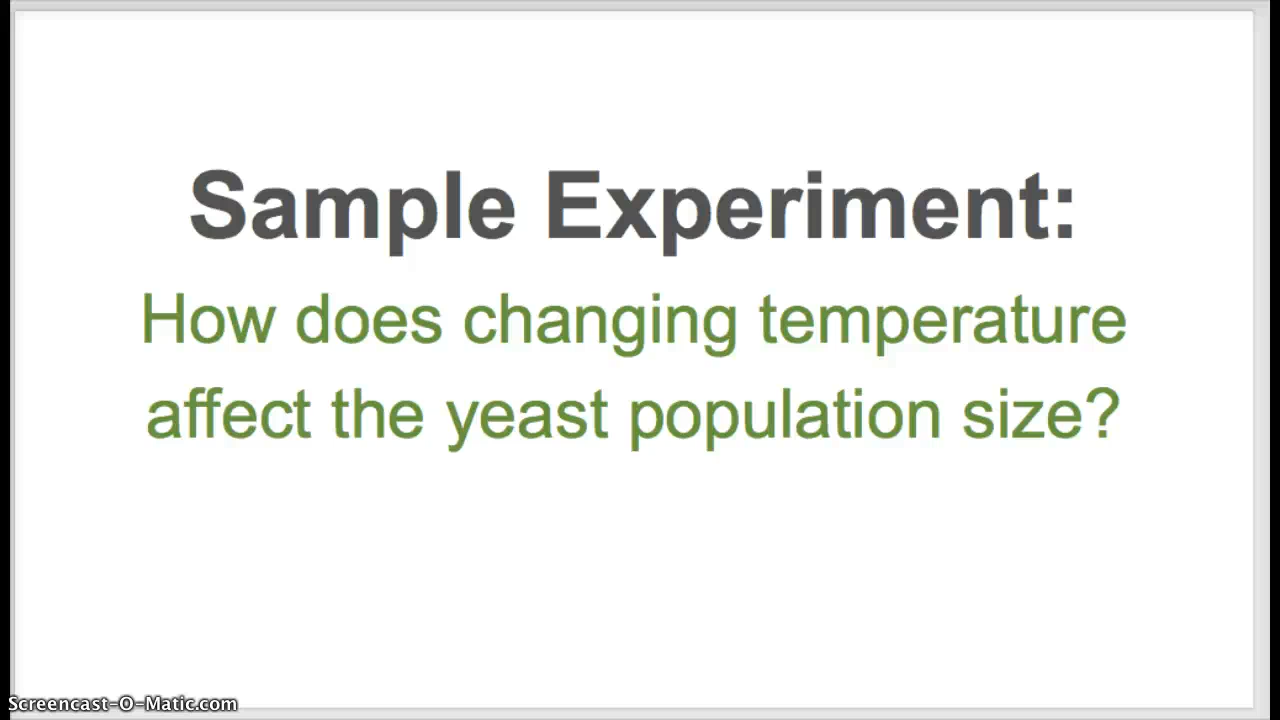 Sample Experiment:
How does changing temperature
affect the yeast population size?
Screencast-O-Matic.com